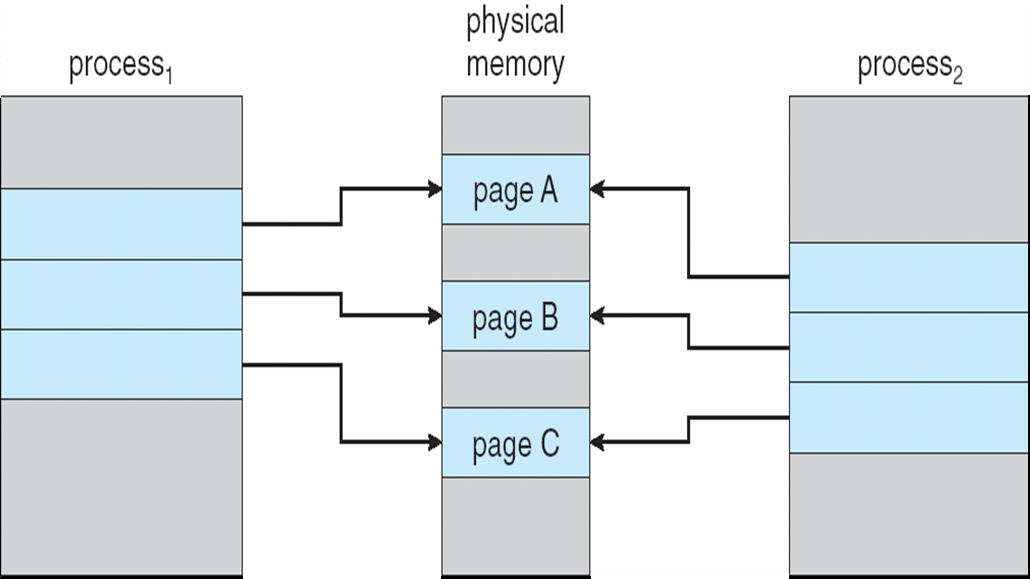 process₁
physical
memory
process₂
page A
page B
page C